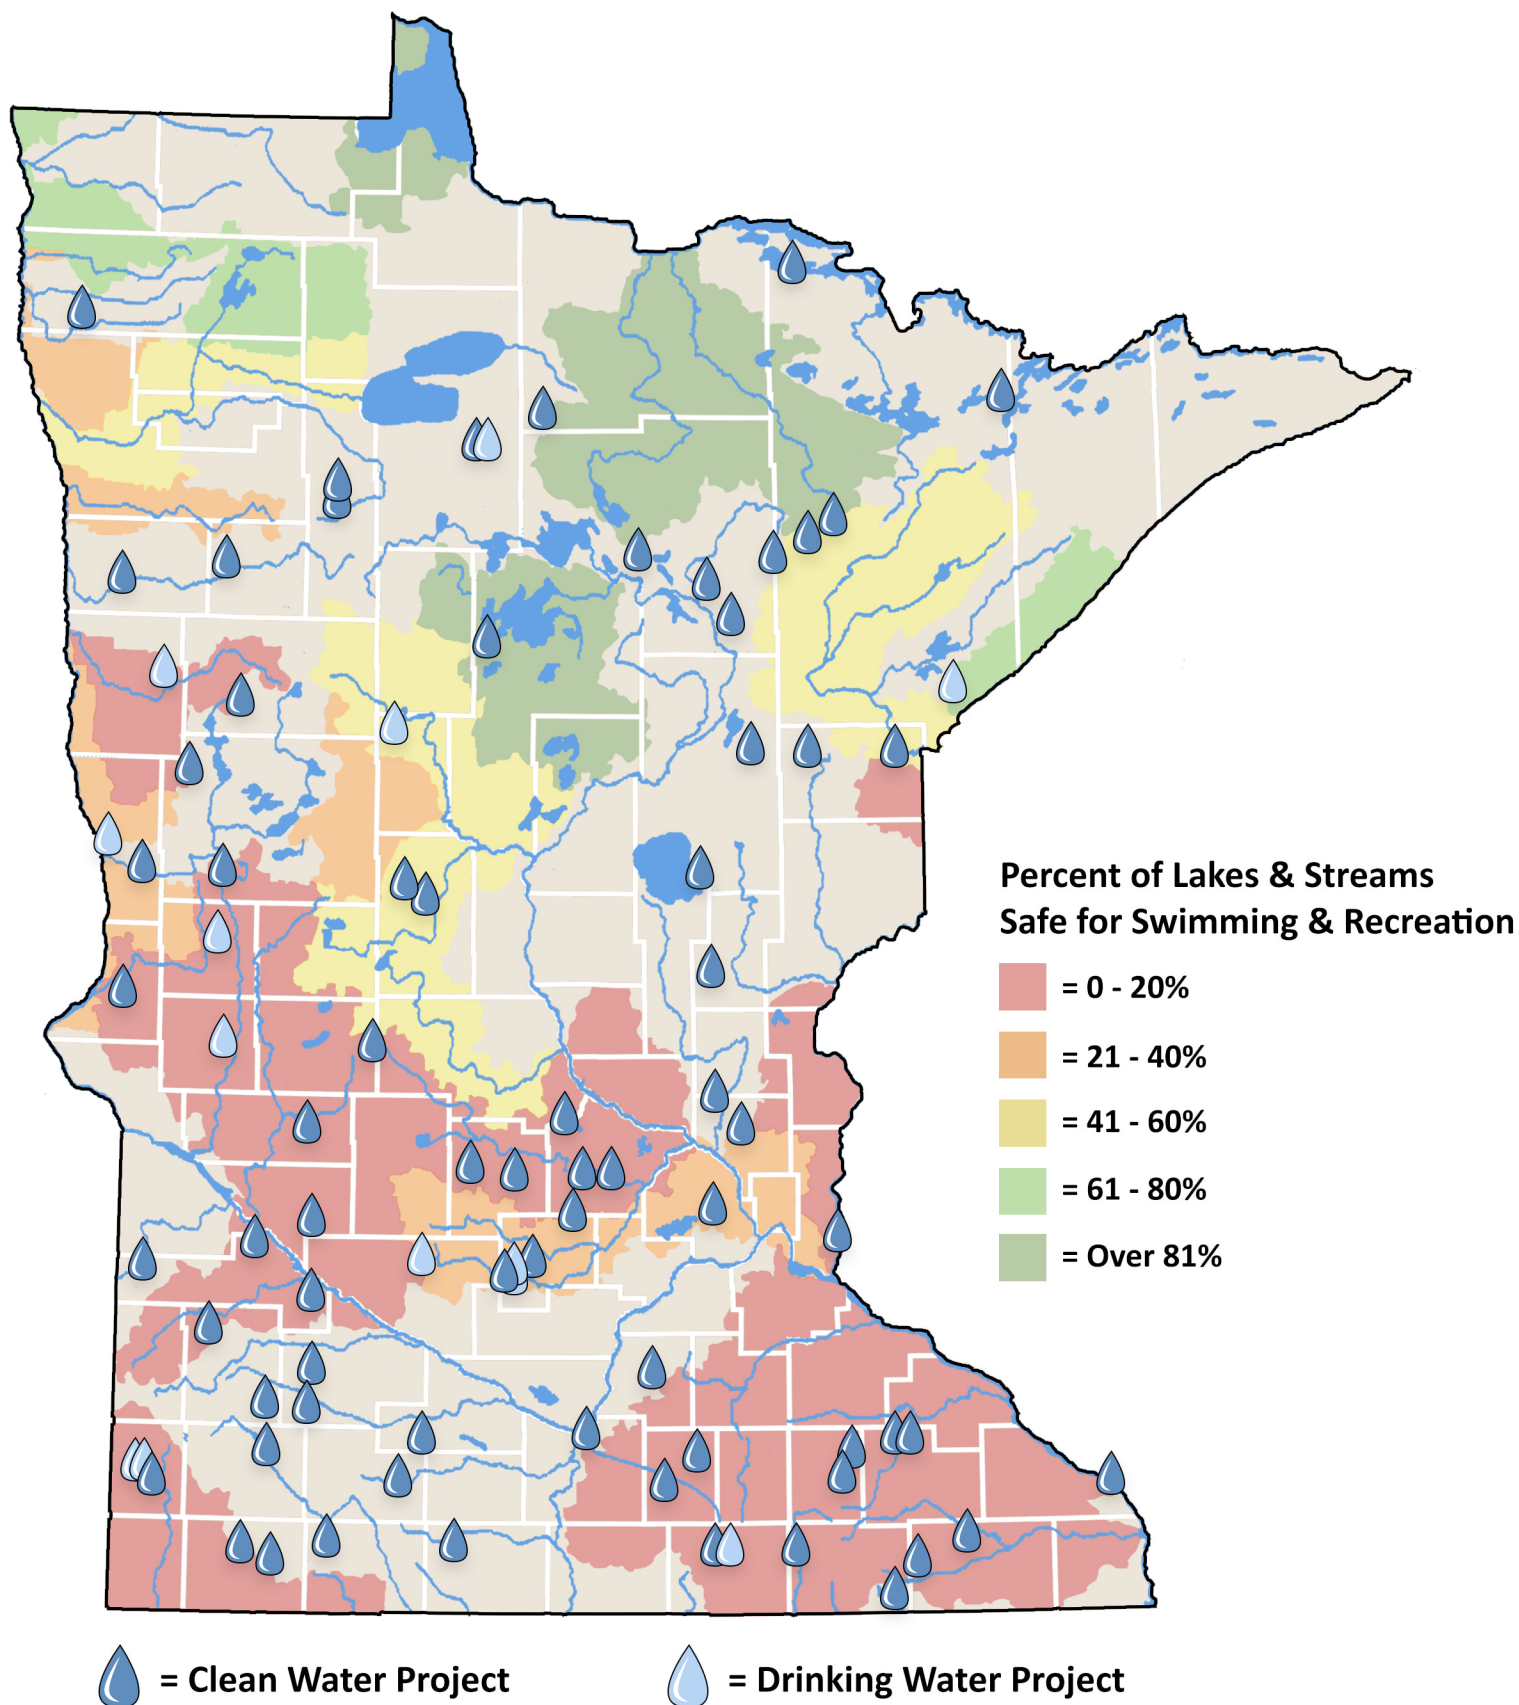 Percent of Lakes & Streams
Safe for Swimming & Recreation
= 0 - 20%
= 21 - 40%
= 41 - 60%
= 61 - 80%
= Over 81%
= Clean Water Project
= Drinking Water Project